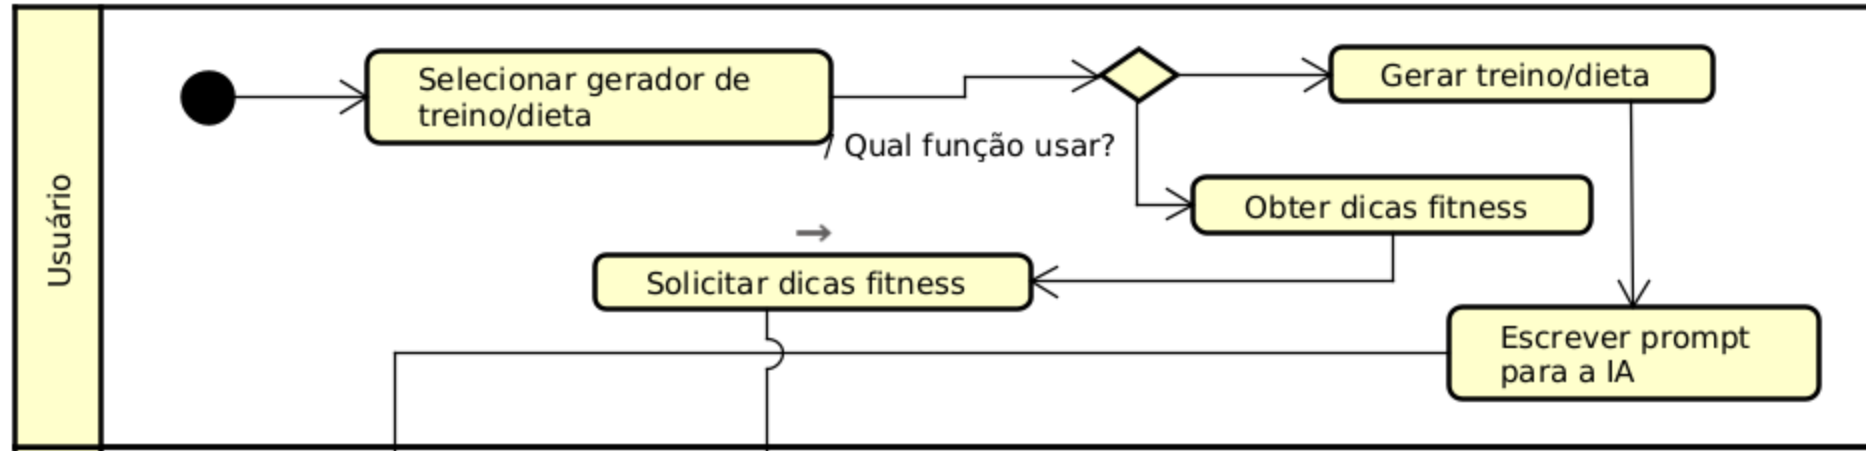 Usuário
Selecionar gerador de
treino/dieta
Qual função usar?
Gerar treino/dieta
Obter dicas fitness
Solicitar dicas fitness
Escrever prompt
para a IA